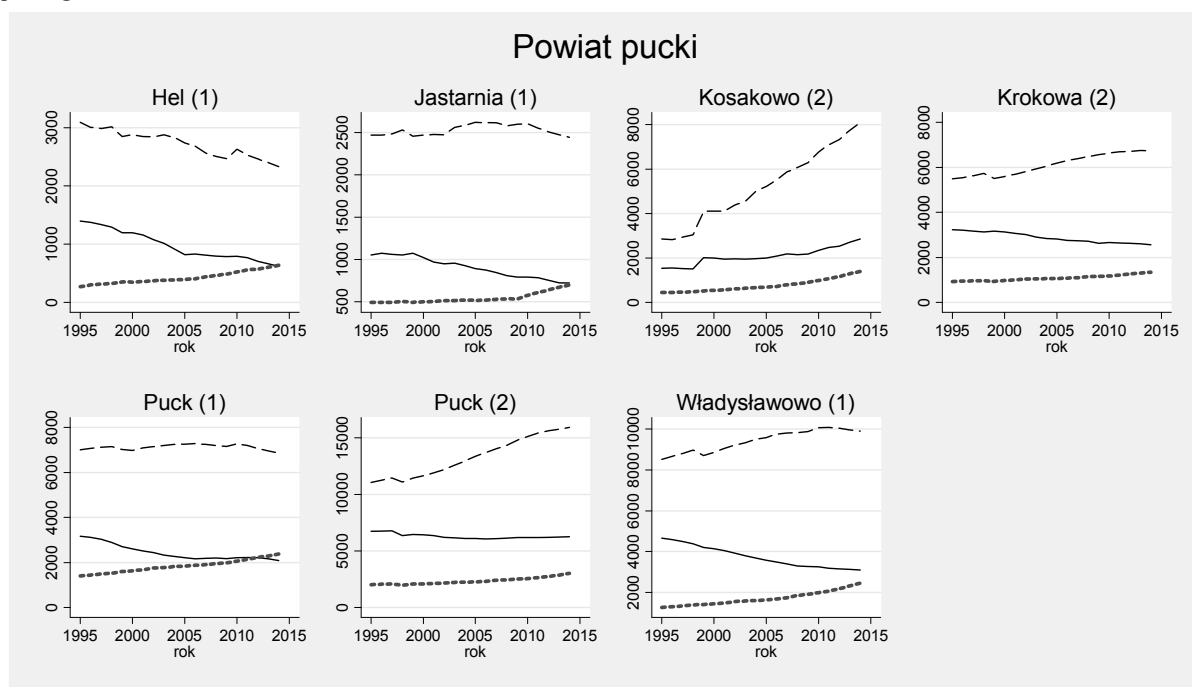 Powiat pucki
Hel (1)
Jastarnia (1)
Kosakowo (2)
Krokowa (2)
0 1000 2000 3000
500 1000 1500 2000 2500
0 2000 4000 6000 8000
0 2000 4000 6000 8000
1995 2000 2005 2010 2015
1995 2000 2005 2010 2015
1995 2000 2005 2010 2015
1995 2000 2005 2010 2015
rok
rok
rok
rok
Puck (1)
Puck (2)
Władysławowo (1)
0 2000 4000 6000 8000
0 5000 10000 15000
2000 4000 6000 8000 10000
1995 2000 2005 2010 2015
1995 2000 2005 2010 2015
1995 2000 2005 2010 2015
rok
rok
rok